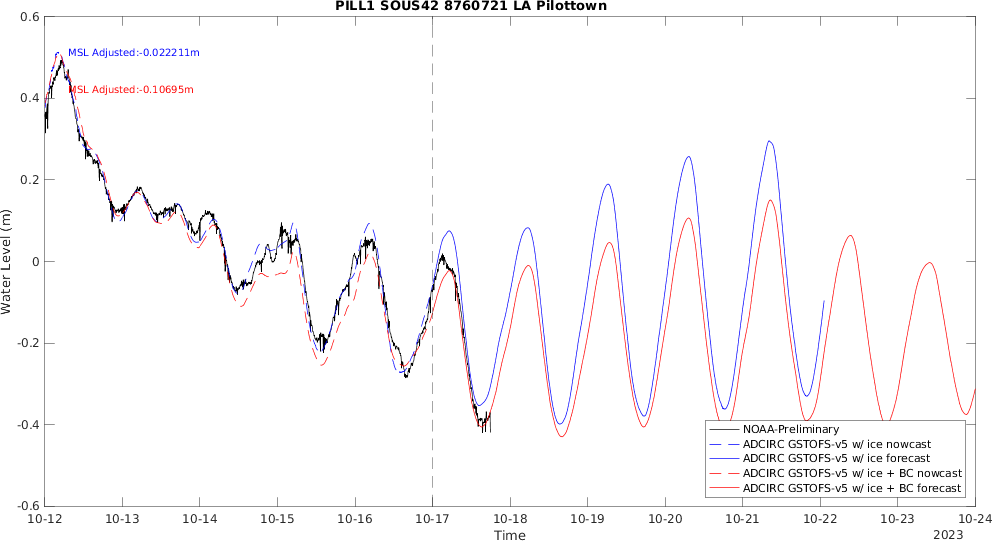 PILL1 SOUS42 8760721 LA Pilottown
MSL Adjusted:-0.022211m
MSL Adjusted:-0.10695m
Water Level (m)
0.6
0.4
0.2
0
-0.2
-0.4
-0.6
NOAA-Preliminary
ADCIRC GSTOFS-v5 w/ ice nowcast
ADCIRC GSTOFS-v5 w/ ice forecast
ADCIRC GSTOFS-v5 w/ ice + BC nowcast
ADCIRC GSTOFS-v5 w/ ice + BC forecast
10-12 10-13 10-14 10-15 10-16 10-17 10-18 10-19 10-20 10-21 10-22 10-23 10-24
Time
2023